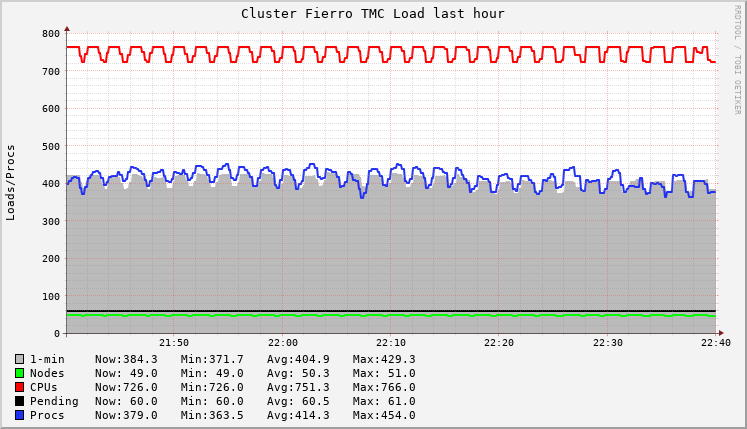 Cluster Fierro TMC Load last hour
RRDTOOL / TOBI OETIKER
Loads/Procs
800
700
600
500
400
300
200
100
0
21:50 22:00 22:10 22:20 22:30 22:40
1-min Now:384.3 Min:371.7 Avg:404.9 Max:429.3
Nodes Now: 49.0 Min: 49.0 Avg: 50.3 Max: 51.0
CPUs Now:726.0 Min:726.0 Avg:751.3 Max:766.0
Pending Now: 60.0 Min: 60.0 Avg: 60.5 Max: 61.0
Procs Now:379.0 Min:363.5 Avg:414.3 Max:454.0